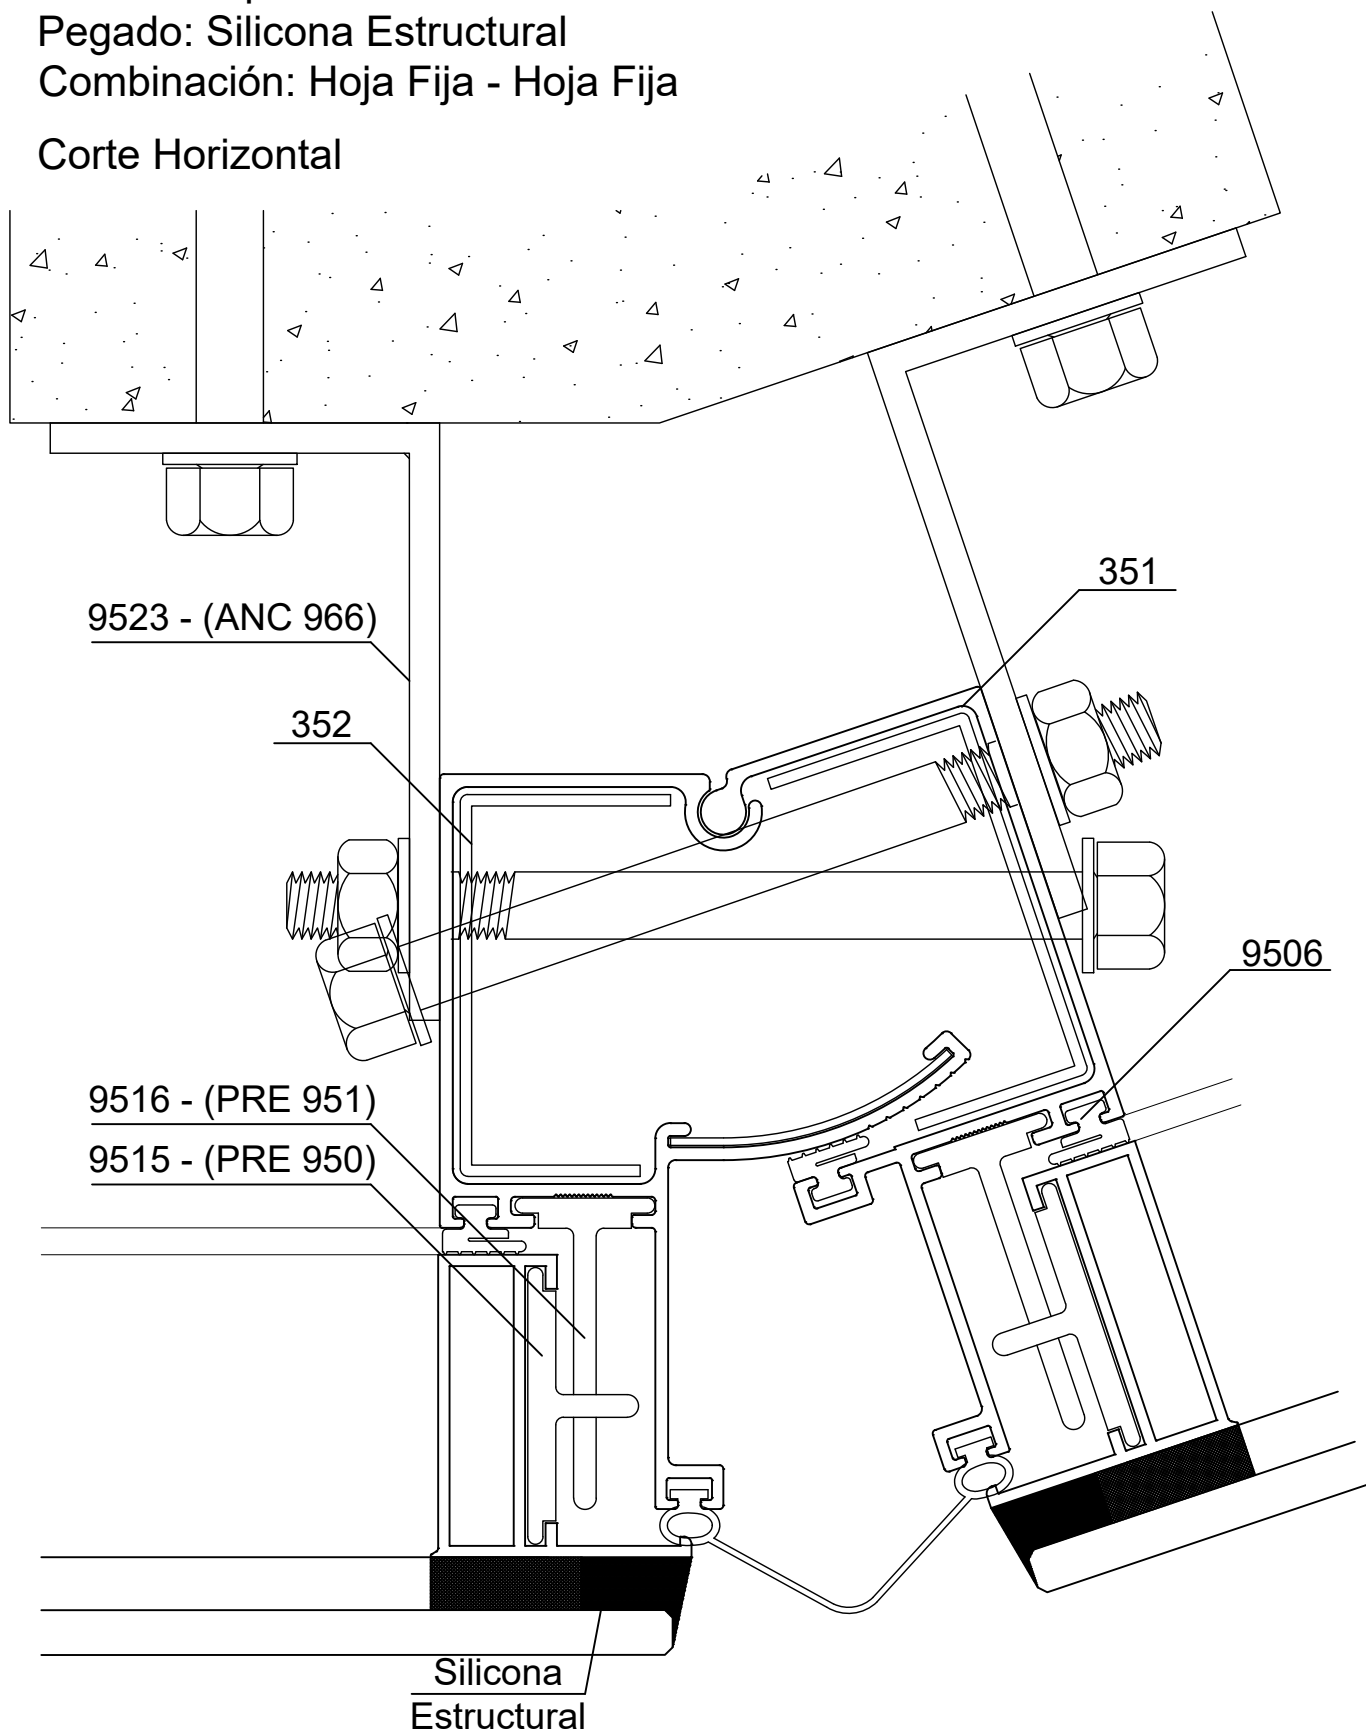 Pegado: Silicona Estructural
Combinación: Hoja Fija - Hoja Fija
Corte Horizontal
351
9523 - (ANC 966)
352
9506
9516 - (PRE 951)
9515 - (PRE 950)
Silicona
Estructural